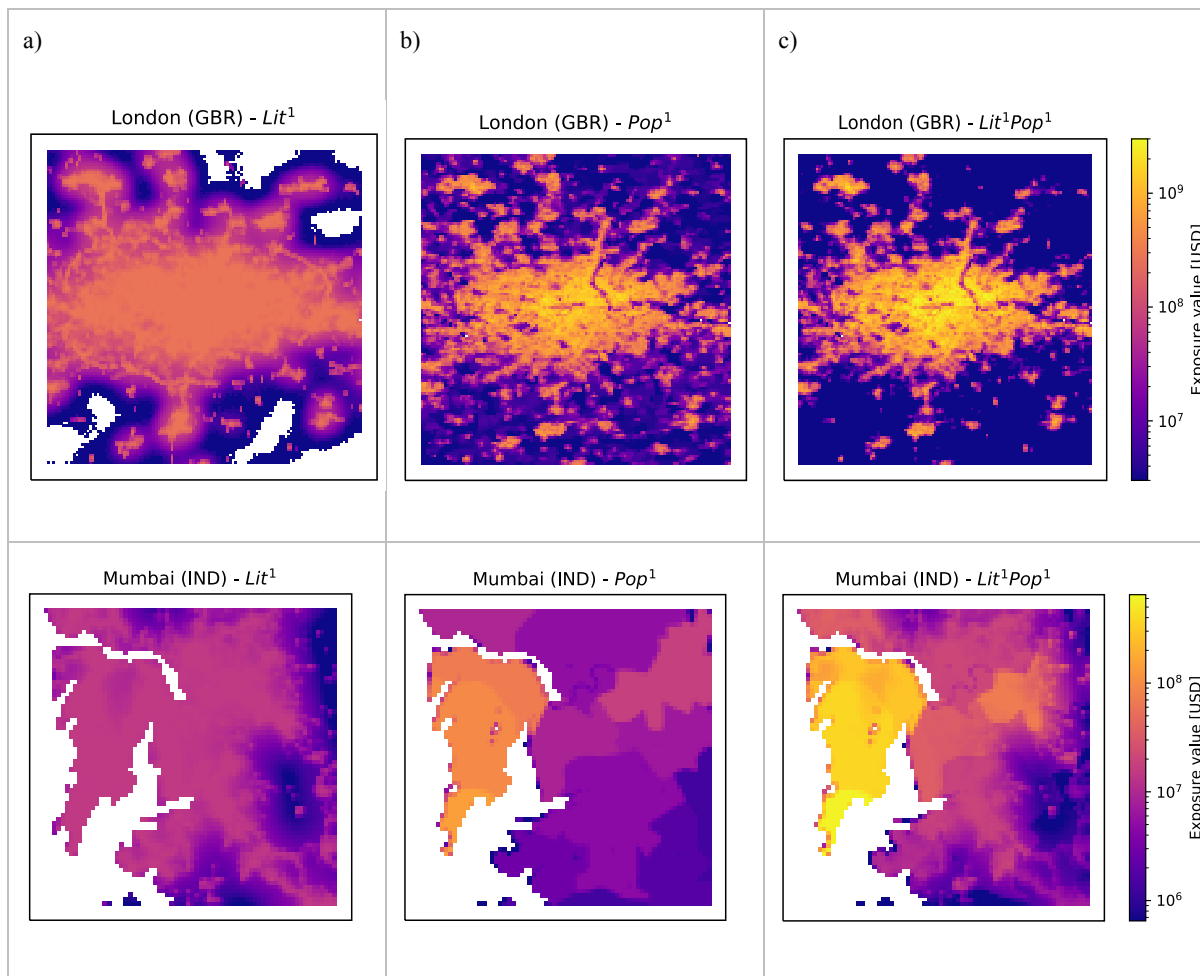 a)
b)
c)
London (GBR) - Lit¹
London (GBR) - Pop¹
London (GBR) - Lit¹Pop¹
10⁹
10⁸
10⁷
Exposure value [USD]
Mumbai (IND) - Lit¹
Mumbai (IND) - Pop¹
Mumbai (IND) - Lit¹Pop¹
10⁸
10⁷
10⁶
Exposure value [USD]